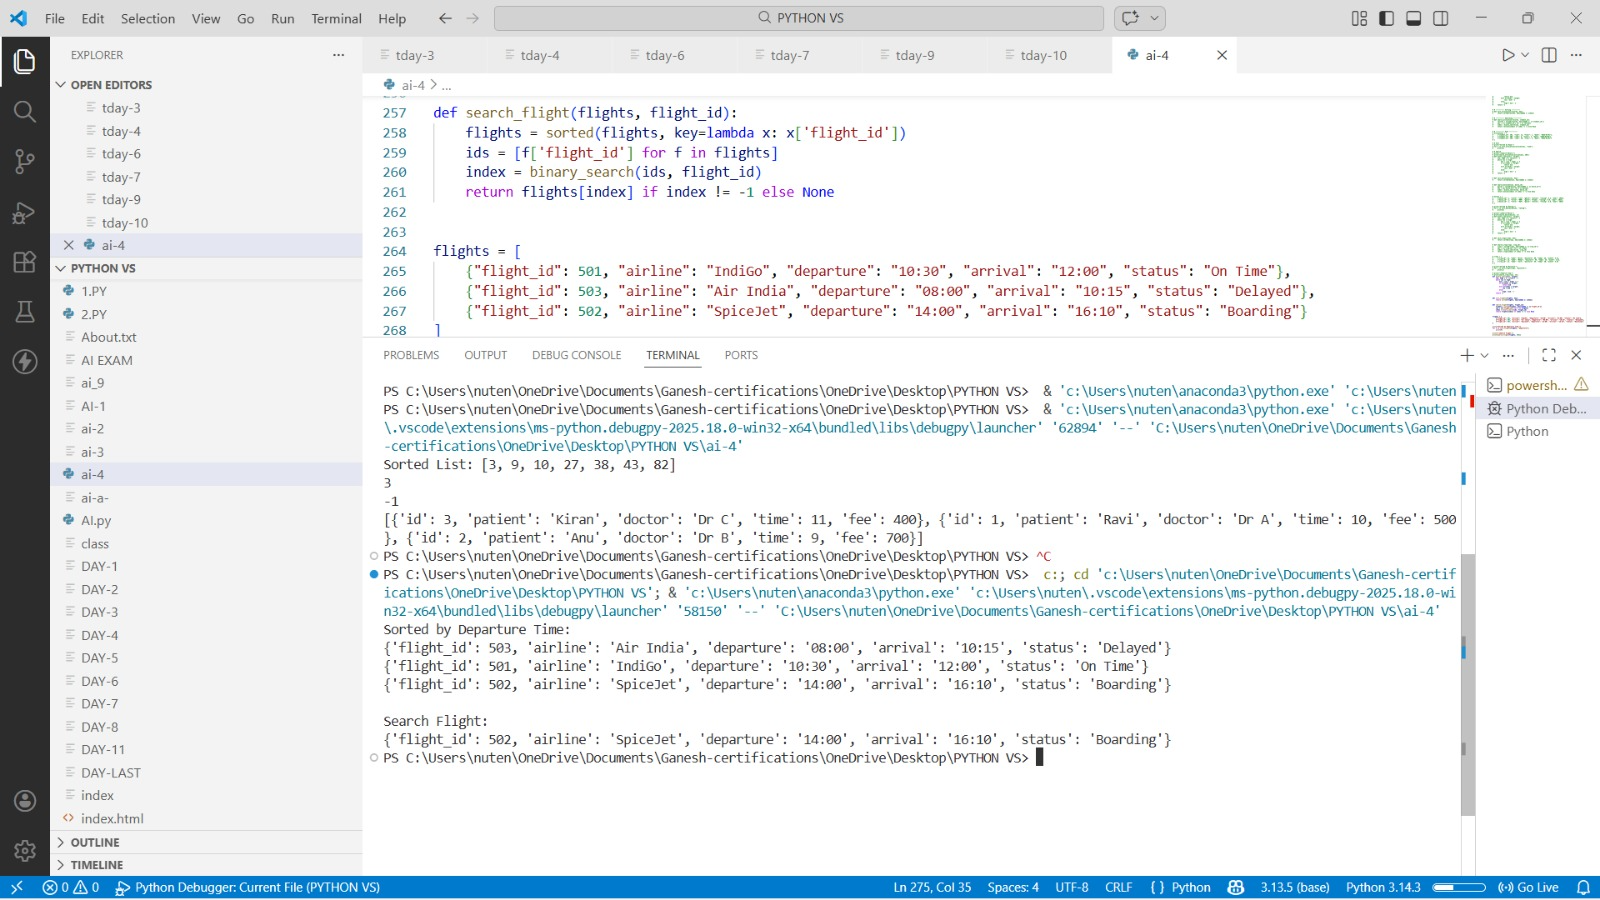 File Edit Selection View Go Run Terminal Help
PYTHON VS
EXPLORER
OPEN EDITORS
tday-3
tday-4
tday-6
tday-7
tday-9
tday-10
ai-4
PYTHON VS
1.PY
2.PY
About.txt
AI EXAM
ai_9
AI-1
ai-2
ai-3
ai-4
ai-a-
AI.py
class
DAY-1
DAY-2
DAY-3
DAY-4
DAY-5
DAY-6
DAY-7
DAY-8
DAY-11
DAY-LAST
index
index.html
OUTLINE
TIMELINE
tday-3 tday-4 tday-6 tday-7 tday-9 tday-10 ai-4
ai-4 > ...
257 def search_flight(flights, flight_id):
258 flights = sorted(flights, key=lambda x: x['flight_id'])
259 ids = [f['flight_id'] for f in flights]
260 index = binary_search(ids, flight_id)
261 return flights[index] if index != -1 else None
262
263
264 flights = [
265 {"flight_id": 501, "airline": "IndiGo", "departure": "10:30", "arrival": "12:00", "status": "On Time"},
266 {"flight_id": 503, "airline": "Air India", "departure": "08:00", "arrival": "10:15", "status": "Delayed"},
267 {"flight_id": 502, "airline": "SpiceJet", "departure": "14:00", "arrival": "16:10", "status": "Boarding"}
268 ]
PROBLEMS OUTPUT DEBUG CONSOLE TERMINAL PORTS
PS C:\Users\nuten\OneDrive\Documents\Ganesh-certifications\OneDrive\Desktop\PYTHON VS> & 'c:\Users\nuten\anaconda3\python.exe' 'c:\Users\nuten
PS C:\Users\nuten\OneDrive\Documents\Ganesh-certifications\OneDrive\Desktop\PYTHON VS> & 'c:\Users\nuten\anaconda3\python.exe' 'c:\Users\nuten
\.vscode\extensions\ms-python.debugpy-2025.18.0-win32-x64\bundled\libs\debugpy\launcher' '62894' '--' 'C:\Users\nuten\OneDrive\Documents\Ganesh
-certifications\OneDrive\Desktop\PYTHON VS\ai-4'
Sorted List: [3, 9, 10, 27, 38, 43, 82]
3
-1
[{'id': 3, 'patient': 'Kiran', 'doctor': 'Dr C', 'time': 11, 'fee': 400}, {'id': 1, 'patient': 'Ravi', 'doctor': 'Dr A', 'time': 10, 'fee': 500
}, {'id': 2, 'patient': 'Anu', 'doctor': 'Dr B', 'time': 9, 'fee': 700}]
PS C:\Users\nuten\OneDrive\Documents\Ganesh-certifications\OneDrive\Desktop\PYTHON VS> ^C
PS C:\Users\nuten\OneDrive\Documents\Ganesh-certifications\OneDrive\Desktop\PYTHON VS> c:; cd 'c:\Users\nuten\OneDrive\Documents\Ganesh-certif
ications\OneDrive\Desktop\PYTHON VS'; & 'c:\Users\nuten\anaconda3\python.exe' 'c:\Users\nuten\.vscode\extensions\ms-python.debugpy-2025.18.0-wi
n32-x64\bundled\libs\debugpy\launcher' '58150' '--' 'C:\Users\nuten\OneDrive\Documents\Ganesh-certifications\OneDrive\Desktop\PYTHON VS\ai-4'
Sorted by Departure Time:
{'flight_id': 503, 'airline': 'Air India', 'departure': '08:00', 'arrival': '10:15', 'status': 'Delayed'}
{'flight_id': 501, 'airline': 'IndiGo', 'departure': '10:30', 'arrival': '12:00', 'status': 'On Time'}
{'flight_id': 502, 'airline': 'SpiceJet', 'departure': '14:00', 'arrival': '16:10', 'status': 'Boarding'}
Search Flight:
{'flight_id': 502, 'airline': 'SpiceJet', 'departure': '14:00', 'arrival': '16:10', 'status': 'Boarding'}
PS C:\Users\nuten\OneDrive\Documents\Ganesh-certifications\OneDrive\Desktop\PYTHON VS>
powersh...
Python Deb...
Python
0 0 Python Debugger: Current File (PYTHON VS) Ln 275, Col 35 Spaces: 4 UTF-8 CRLF { } Python 3.13.5 (base) Python 3.14.3 Go Live